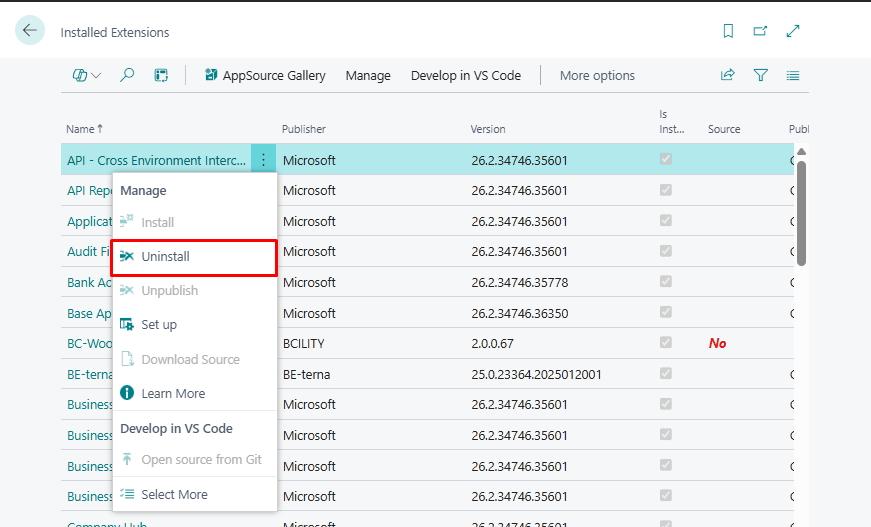 Installed Extensions
AppSource Gallery Manage Develop in VS Code More options
Is
Name ↑ Publisher Version Inst... Source Publ
API - Cross Environment Interc... Microsoft 26.2.34746.35601
API Rep Microsoft 26.2.34746.35601
Applicat Microsoft 26.2.34746.35601
Audit Fi Microsoft 26.2.34746.35601
Bank Ac Microsoft 26.2.34746.35778
Base Ap Microsoft 26.2.34746.36350
BC-Woo BCILITY 2.0.0.67 No
BE-terna BE-terna 25.0.23364.2025012001
Business Microsoft 26.2.34746.35601
Business Microsoft 26.2.34746.35601
Business Microsoft 26.2.34746.35601
Business Microsoft 26.2.34746.35601
Company Hub Microsoft 26.2.34746.35601
Manage
Install
Uninstall
Unpublish
Set up
Download Source
Learn More
Develop in VS Code
Open source from Git
Select More